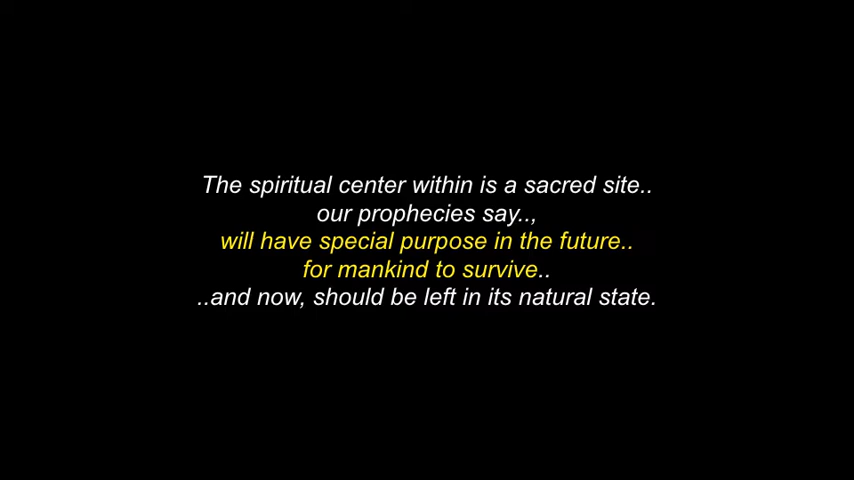 The spiritual center within is a sacred site..
our prophecies say..,
will have special purpose in the future..
for mankind to survive..
..and now, should be left in its natural state.